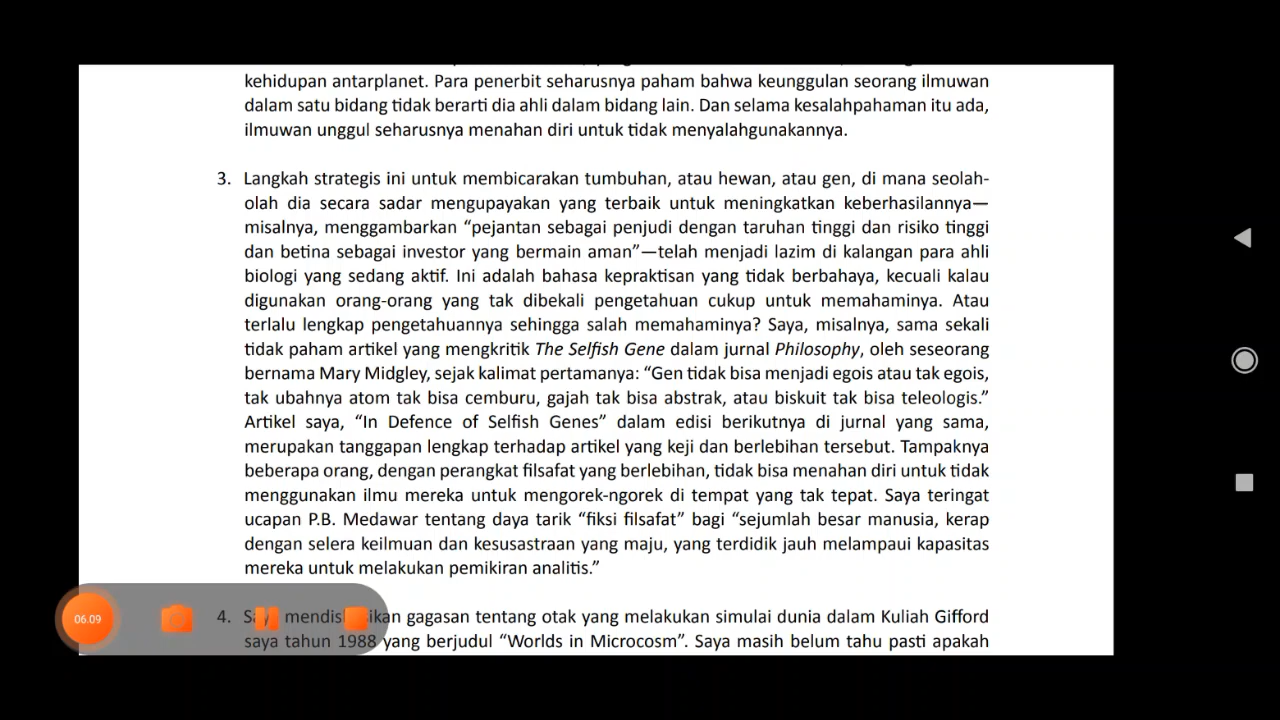 kehidupan antarplanet. Para penerbit seharusnya paham bahwa keunggulan seorang ilmuwan
dalam satu bidang tidak berarti dia ahli dalam bidang lain. Dan selama kesalahpahaman itu ada,
ilmuwan unggul seharusnya menahan diri untuk tidak menyalahgunakannya.
3. Langkah strategis ini untuk membicarakan tumbuhan, atau hewan, atau gen, di mana seolah-
olah dia secara sadar mengupayakan yang terbaik untuk meningkatkan keberhasilannya—
misalnya, menggambarkan “pejantan sebagai penjudi dengan taruhan tinggi dan risiko tinggi
dan betina sebagai investor yang bermain aman”—telah menjadi lazim di kalangan para ahli
biologi yang sedang aktif. Ini adalah bahasa kepraktisan yang tidak berbahaya, kecuali kalau
digunakan orang-orang yang tak dibekali pengetahuan cukup untuk memahaminya. Atau
terlalu lengkap pengetahuannya sehingga salah memahaminya? Saya, misalnya, sama sekali
tidak paham artikel yang mengkritik The Selfish Gene dalam jurnal Philosophy, oleh seseorang
bernama Mary Midgley, sejak kalimat pertamanya: “Gen tidak bisa menjadi egois atau tak egois,
tak ubahnya atom tak bisa cemburu, gajah tak bisa abstrak, atau biskuit tak bisa teleologis.”
Artikel saya, “In Defence of Selfish Genes” dalam edisi berikutnya di jurnal yang sama,
merupakan tanggapan lengkap terhadap artikel yang keji dan berlebihan tersebut. Tampaknya
beberapa orang, dengan perangkat filsafat yang berlebihan, tidak bisa menahan diri untuk tidak
menggunakan ilmu mereka untuk mengorek-ngorek di tempat yang tak tepat. Saya teringat
ucapan P.B. Medawar tentang daya tarik “fiksi filsafat” bagi “sejumlah besar manusia, kerap
dengan selera keilmuan dan kesusastraan yang maju, yang terdidik jauh melampaui kapasitas
mereka untuk melakukan pemikiran analitis.”
4. gagasan tentang otak yang melakukan simulai dunia dalam Kuliah Gifford
saya tahun 1988 yang berjudul “Worlds in Microcosm”. Saya masih belum tahu pasti apakah
06.09